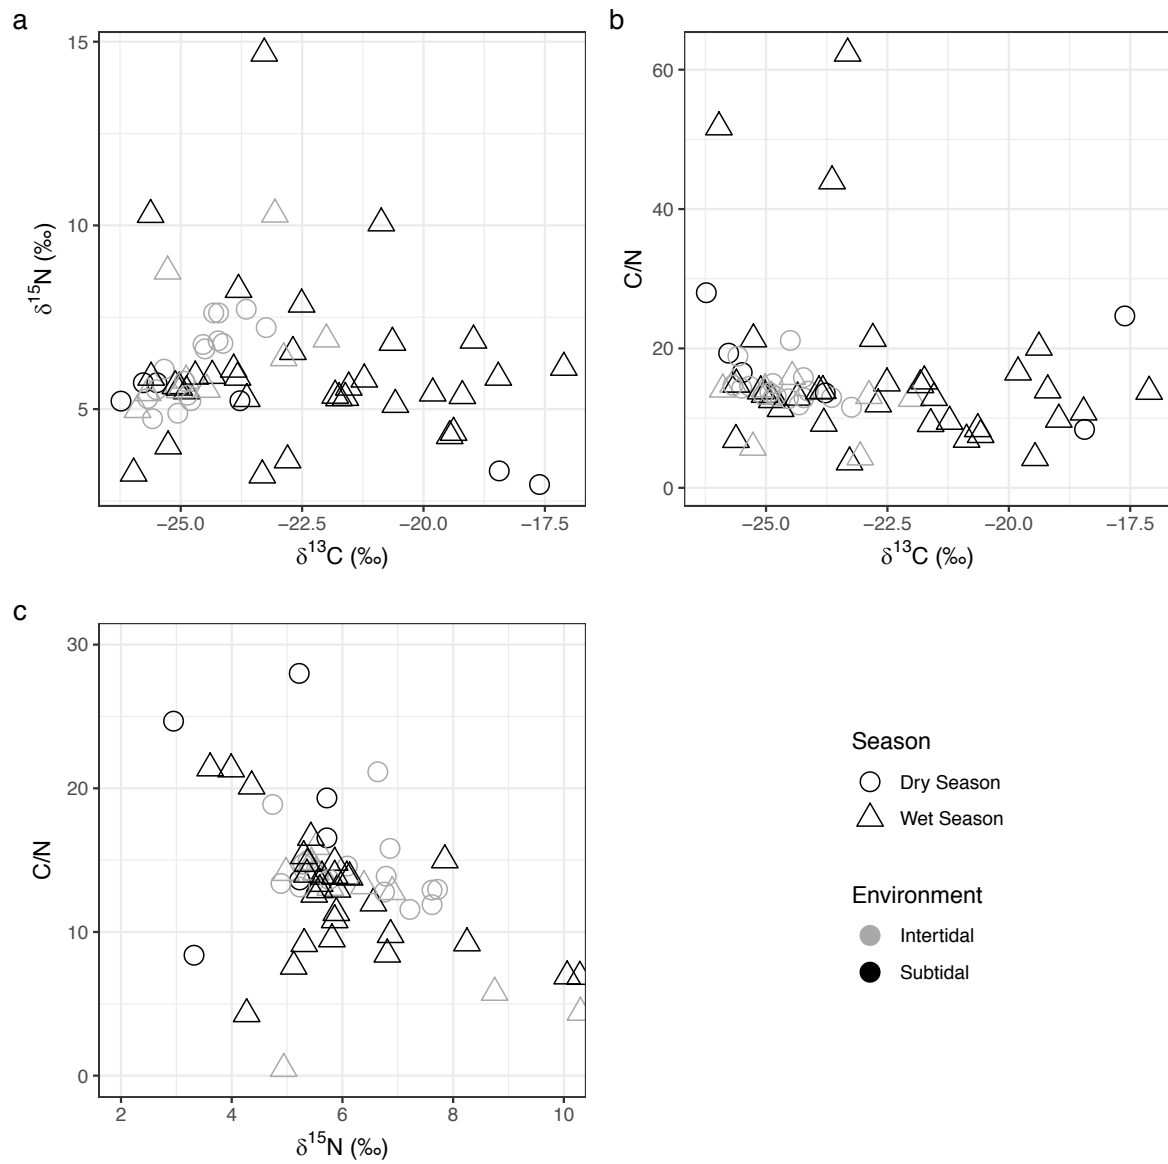 a
15
10
5
δ15N (‰)
−25.0 −22.5 −20.0 −17.5
δ13C (‰)
b
60
40
20
0
C/N
−25.0 −22.5 −20.0 −17.5
δ13C (‰)
c
30
20
10
0
C/N
2 4 6 8 10
δ15N (‰)
Season
Dry Season
Wet Season
Environment
Intertidal
Subtidal